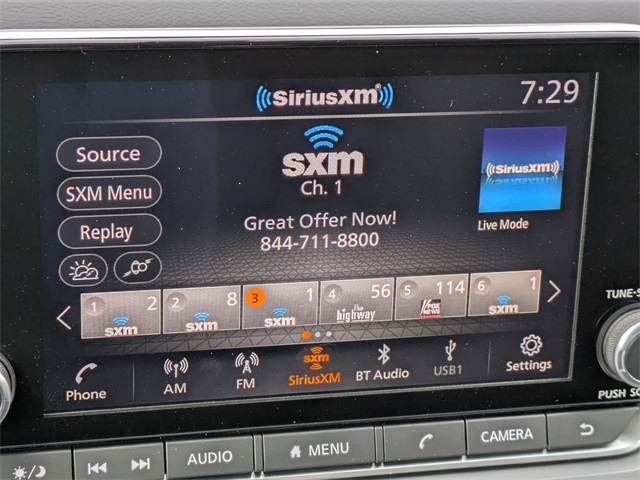 SiriusXM
7:29
Source
SXM Menu
Replay
sxm
Ch. 1
Great Offer Now!
844-711-8800
SiriusXM
Live Mode
1 2 sxm
2 8 sxm
3 1 sxm
4 56 the highway
5 114 FOX NEWS
6 1 sxm
Phone
AM
FM
sxm
SiriusXM
BT Audio
USB1
Settings
TUNE-S
PUSH SO
AUDIO
MENU
CAMERA